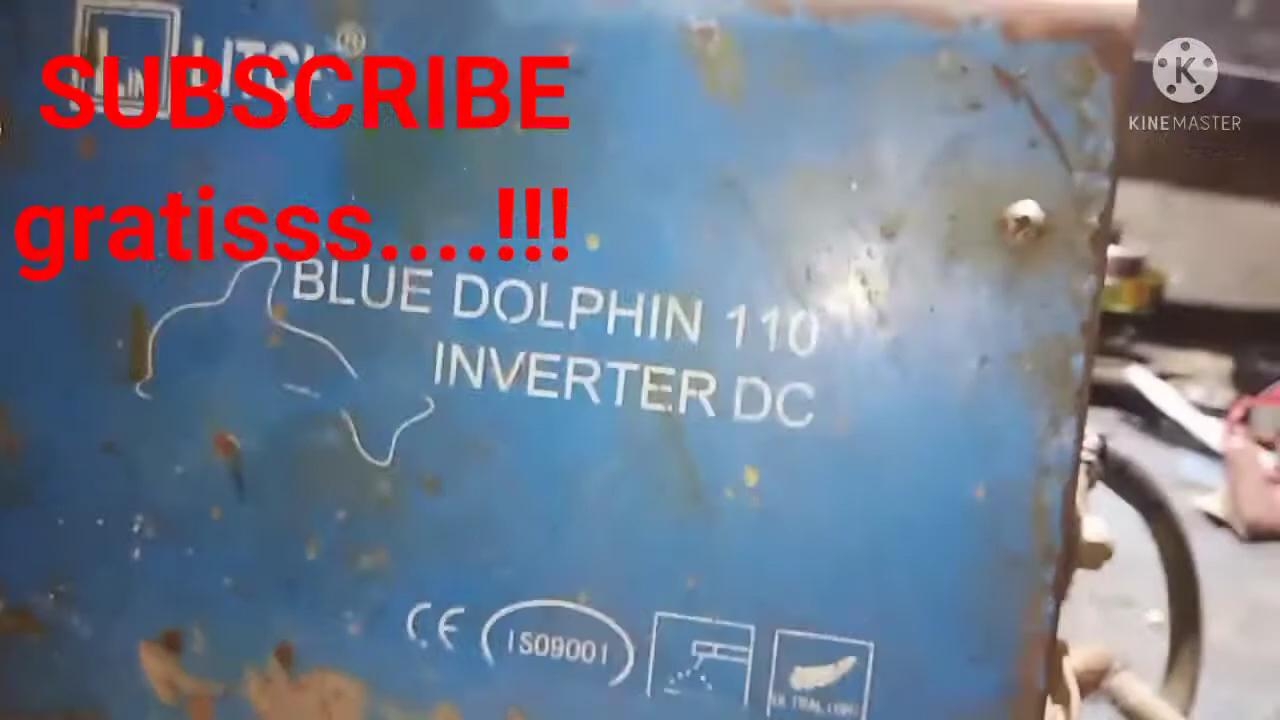 SUBSCRIBE
gratisss....!!!
KINEMASTER
BLUE DOLPHIN 110
INVERTER DC
CE
ISO9001